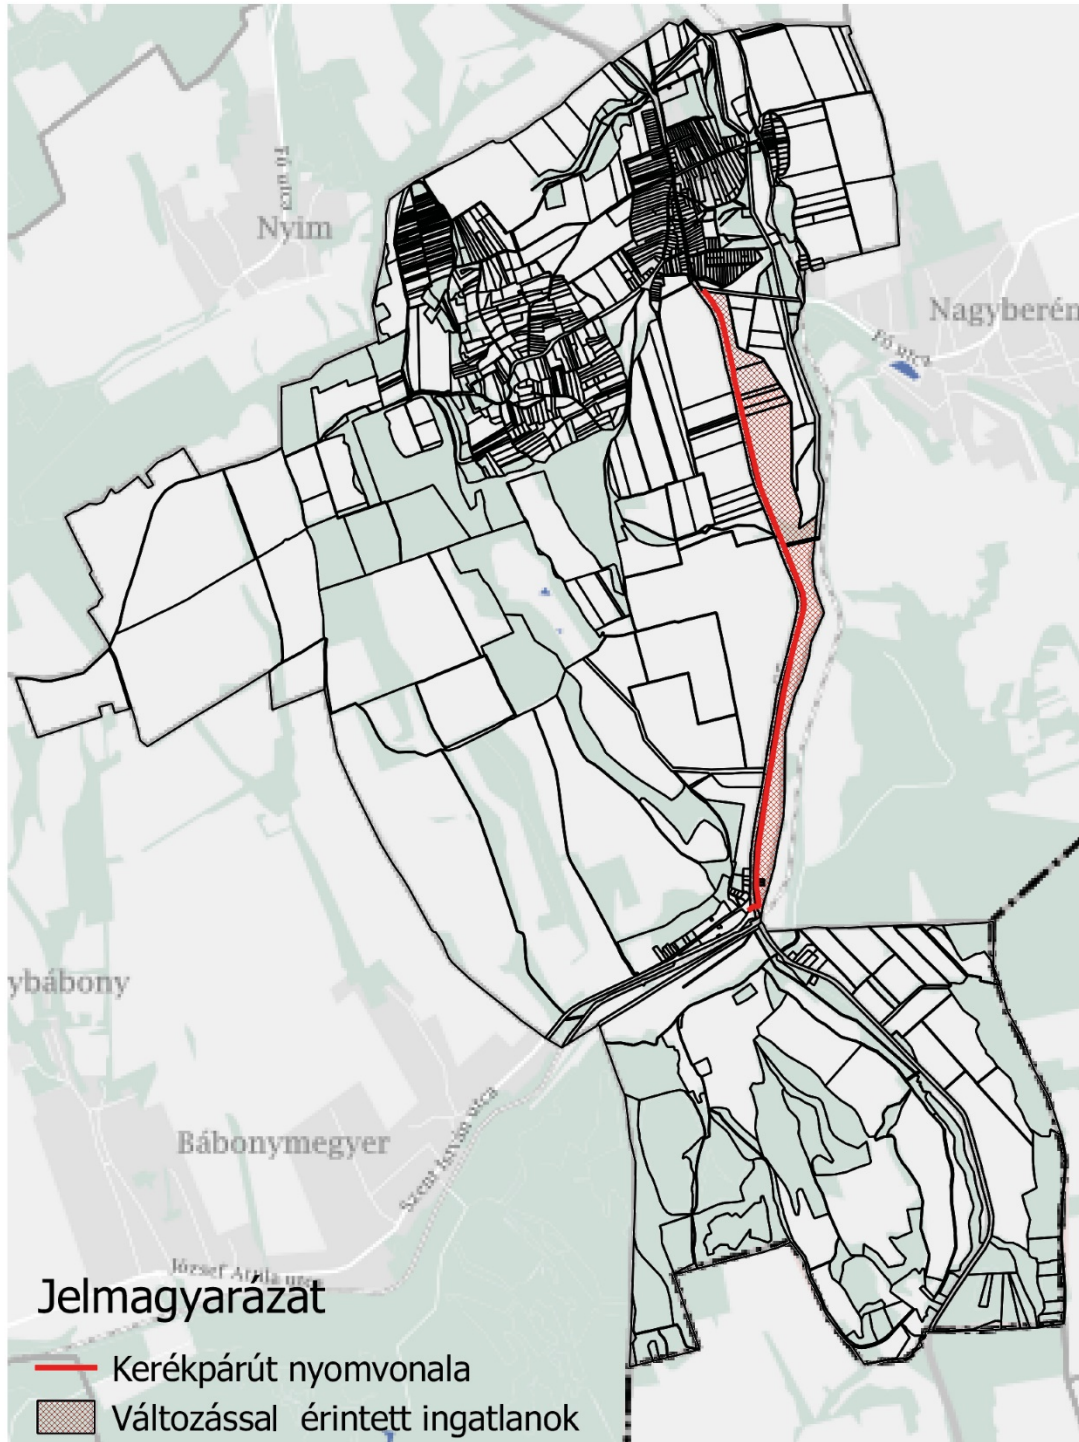 Fő utca
Nyim
Nagyberén
Fő utca
ybábony
Bábonymegyer
Szent István utca
József Attila utca
Jelmagyarázat
Kerékpárút nyomvonala
Változással érintett ingatlanok